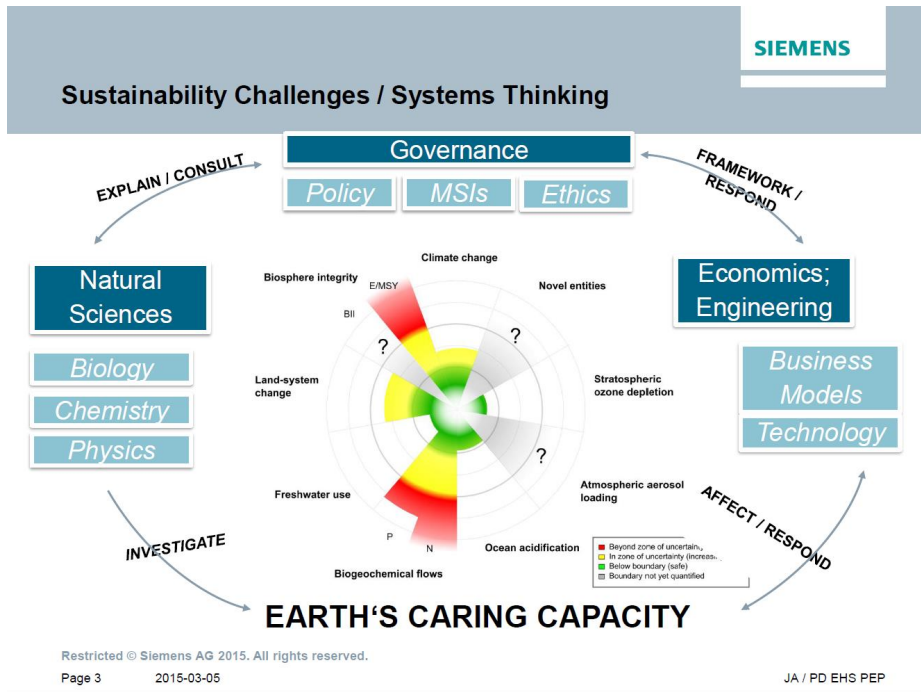 SIEMENS
Sustainability Challenges / Systems Thinking
EXPLAIN / CONSULT
Governance
Policy
MSIs
Ethics
FRAMEWORK /
RESPOND
Natural
Sciences
Biology
Chemistry
Physics
Economics;
Engineering
Business
Models
Technology
Climate change
Biosphere integrity
E/MSY
BII
Novel entities
?
?
Land-system
change
Stratospheric
ozone depletion
?
Freshwater use
Atmospheric aerosol
loading
P
N
Ocean acidification
Biogeochemical flows
Beyond zone of
In zone of uncertainty
Below boundary (safe)
Boundary not yet quantified
INVESTIGATE
AFFECT / RESPOND
EARTH‘S CARING CAPACITY
Restricted © Siemens AG 2015. All rights reserved.
Page 3
2015-03-05
JA / PD EHS PEP